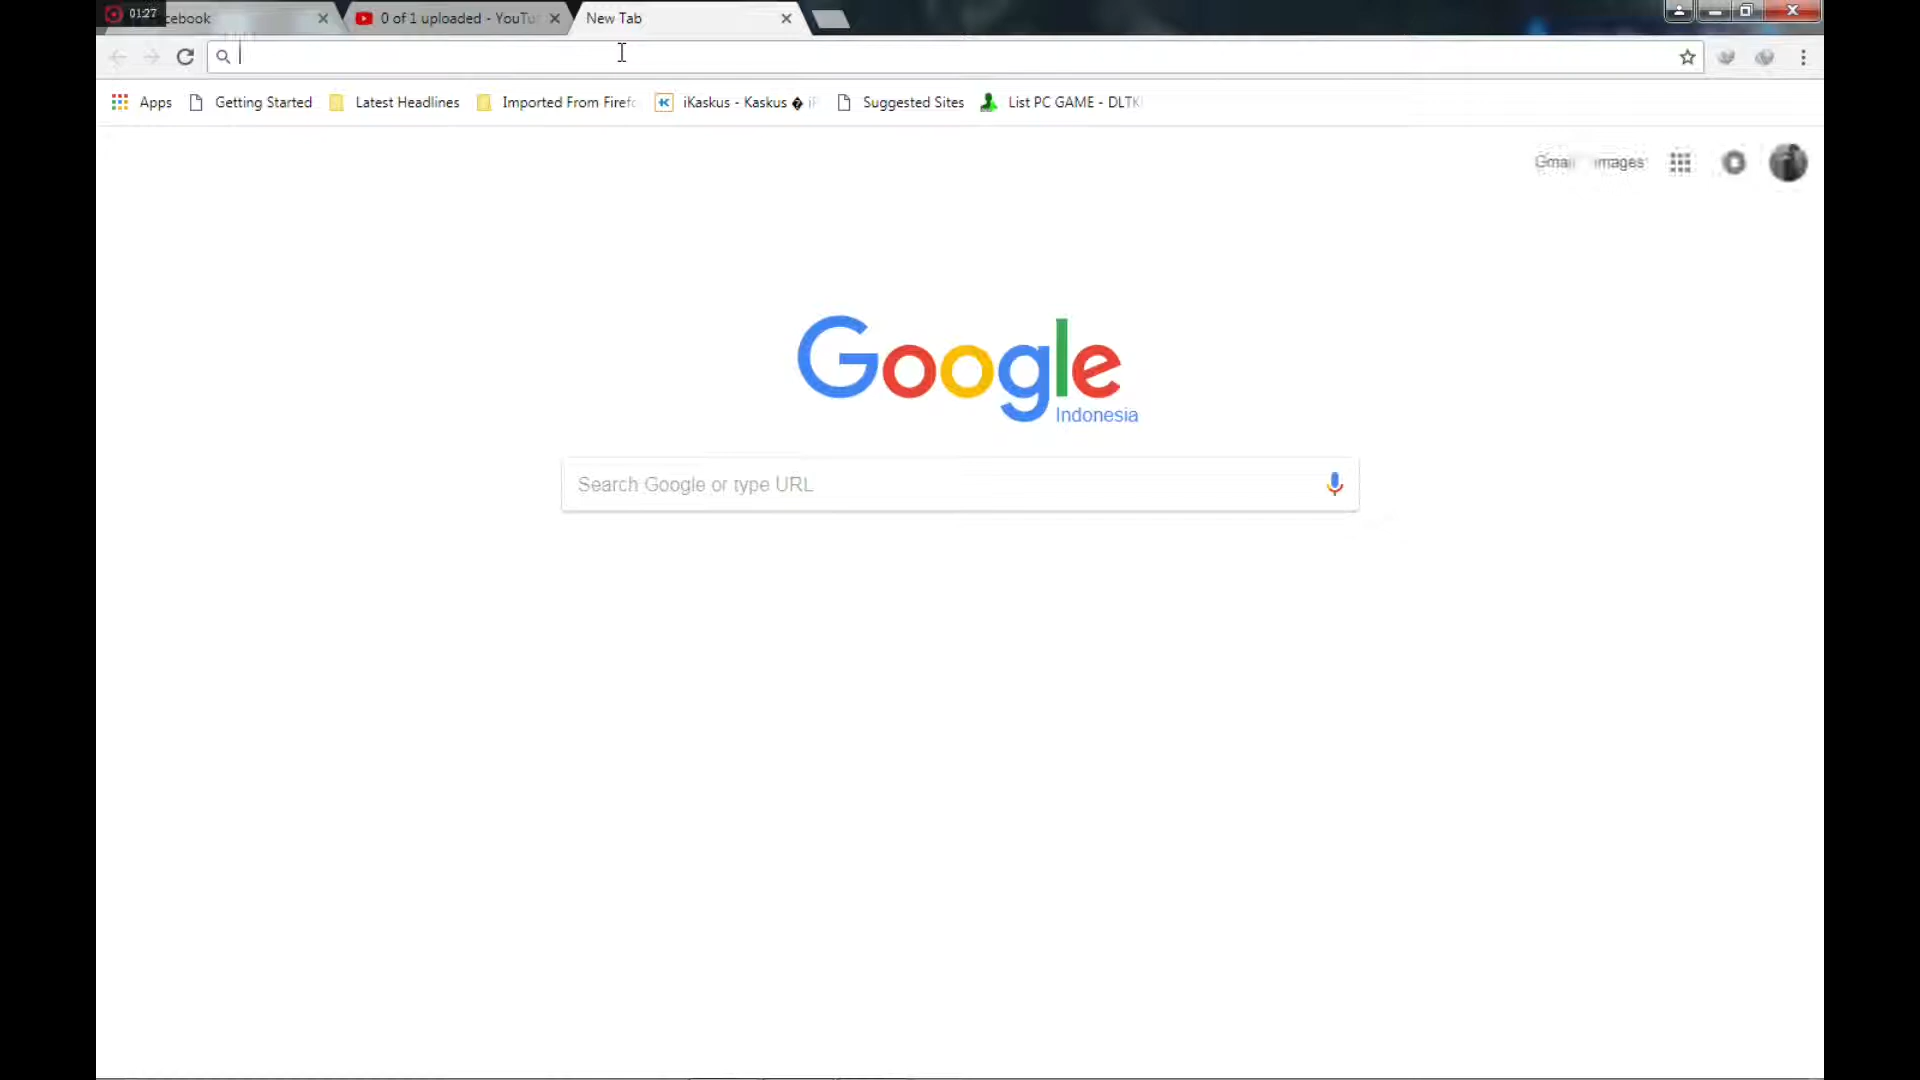 01:27 cebook 0 of 1 uploaded - YouTu New Tab
Apps Getting Started Latest Headlines Imported From Firefo iKaskus - Kaskus � iF Suggested Sites List PC GAME - DLTK
Gmail Images
Google
Indonesia
Search Google or type URL